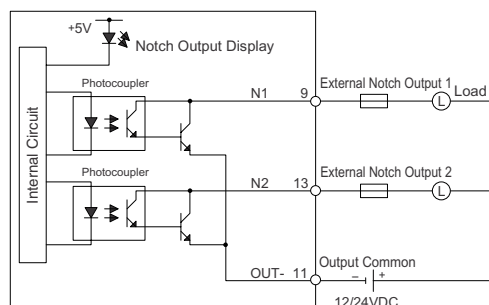 +5V
Notch Output Display
Photocoupler
Internal Circuit
N1 9 External Notch Output 1
L Load
Photocoupler
N2 13 External Notch Output 2
L
OUT- 11 Output Common
– +
12/24VDC